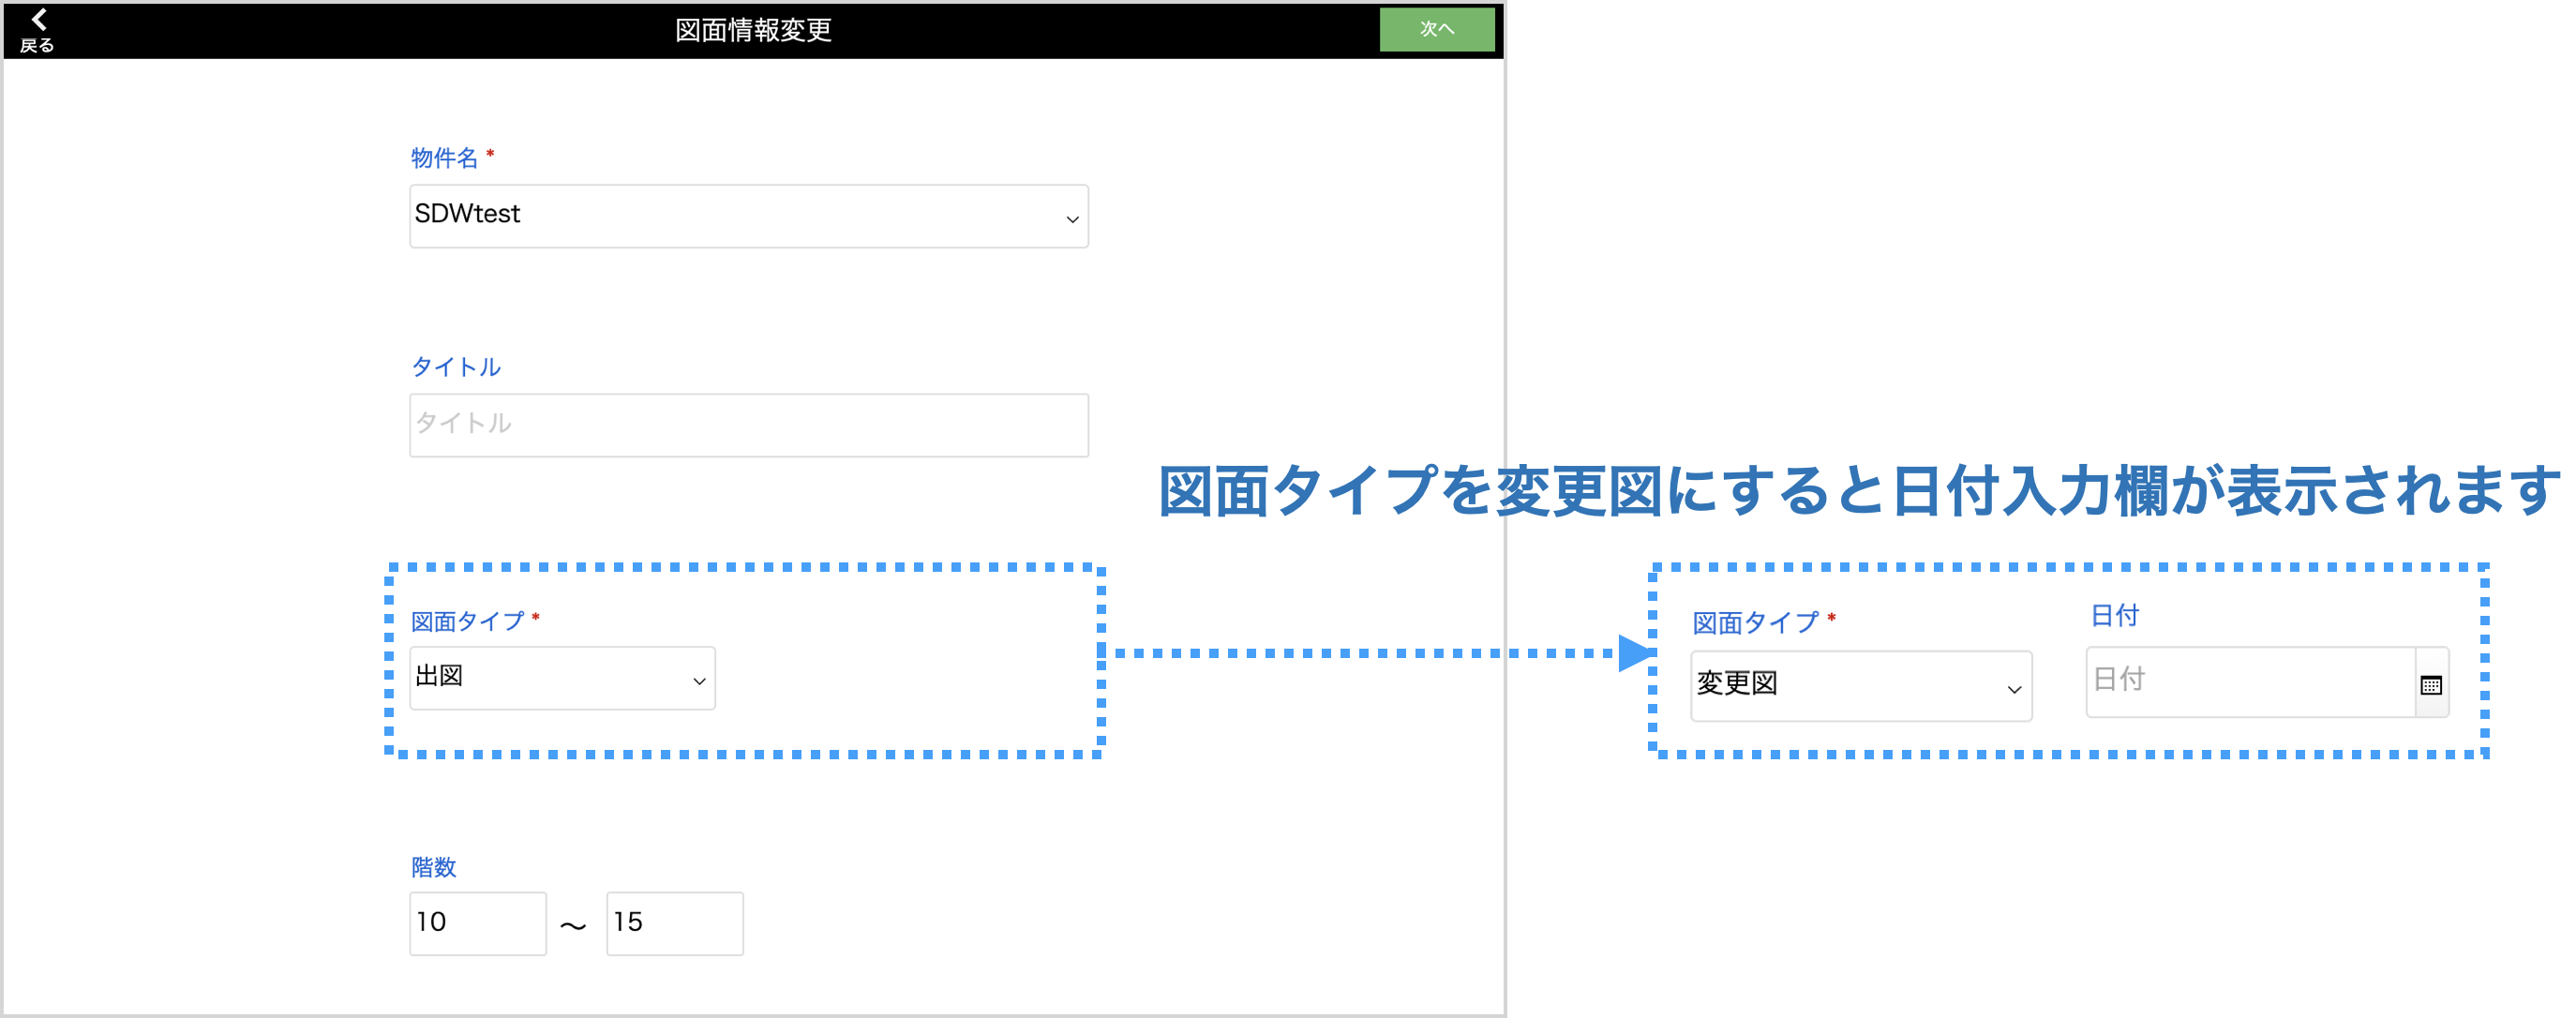 戻る
図面情報変更
次へ
物件名 *
SDWtest
タイトル
タイトル
図面タイプを変更図にすると日付入力欄が表示されます
図面タイプ *
出図
図面タイプ *
変更図
日付
日付
階数
10 ～ 15